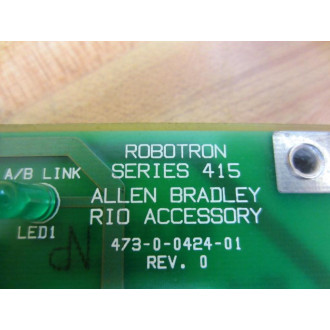 ROBOTRON
SERIES 415
A/B LINK
ALLEN BRADLEY
RIO ACCESSORY
LED1
473-0-0424-01
REV. 0